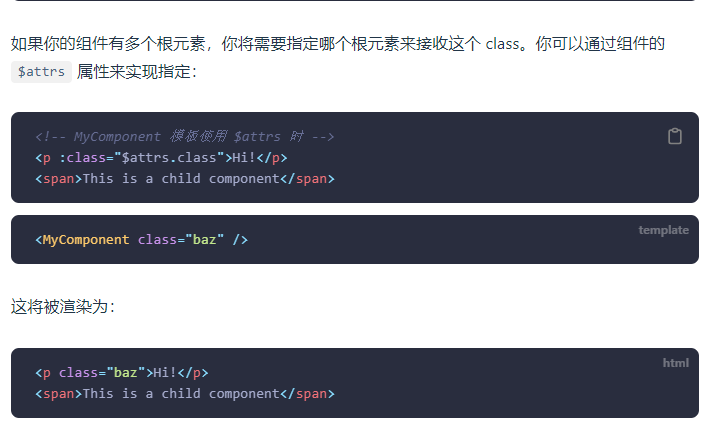 如果你的组件有多个根元素，你将需要指定哪个根元素来接收这个 class。你可以通过组件的
$attrs 属性来实现指定：
<!-- MyComponent 模板使用 $attrs 时 -->
<p :class="$attrs.class">Hi!</p>
<span>This is a child component</span>
template
<MyComponent class="baz" />
这将被渲染为：
html
<p class="baz">Hi!</p>
<span>This is a child component</span>